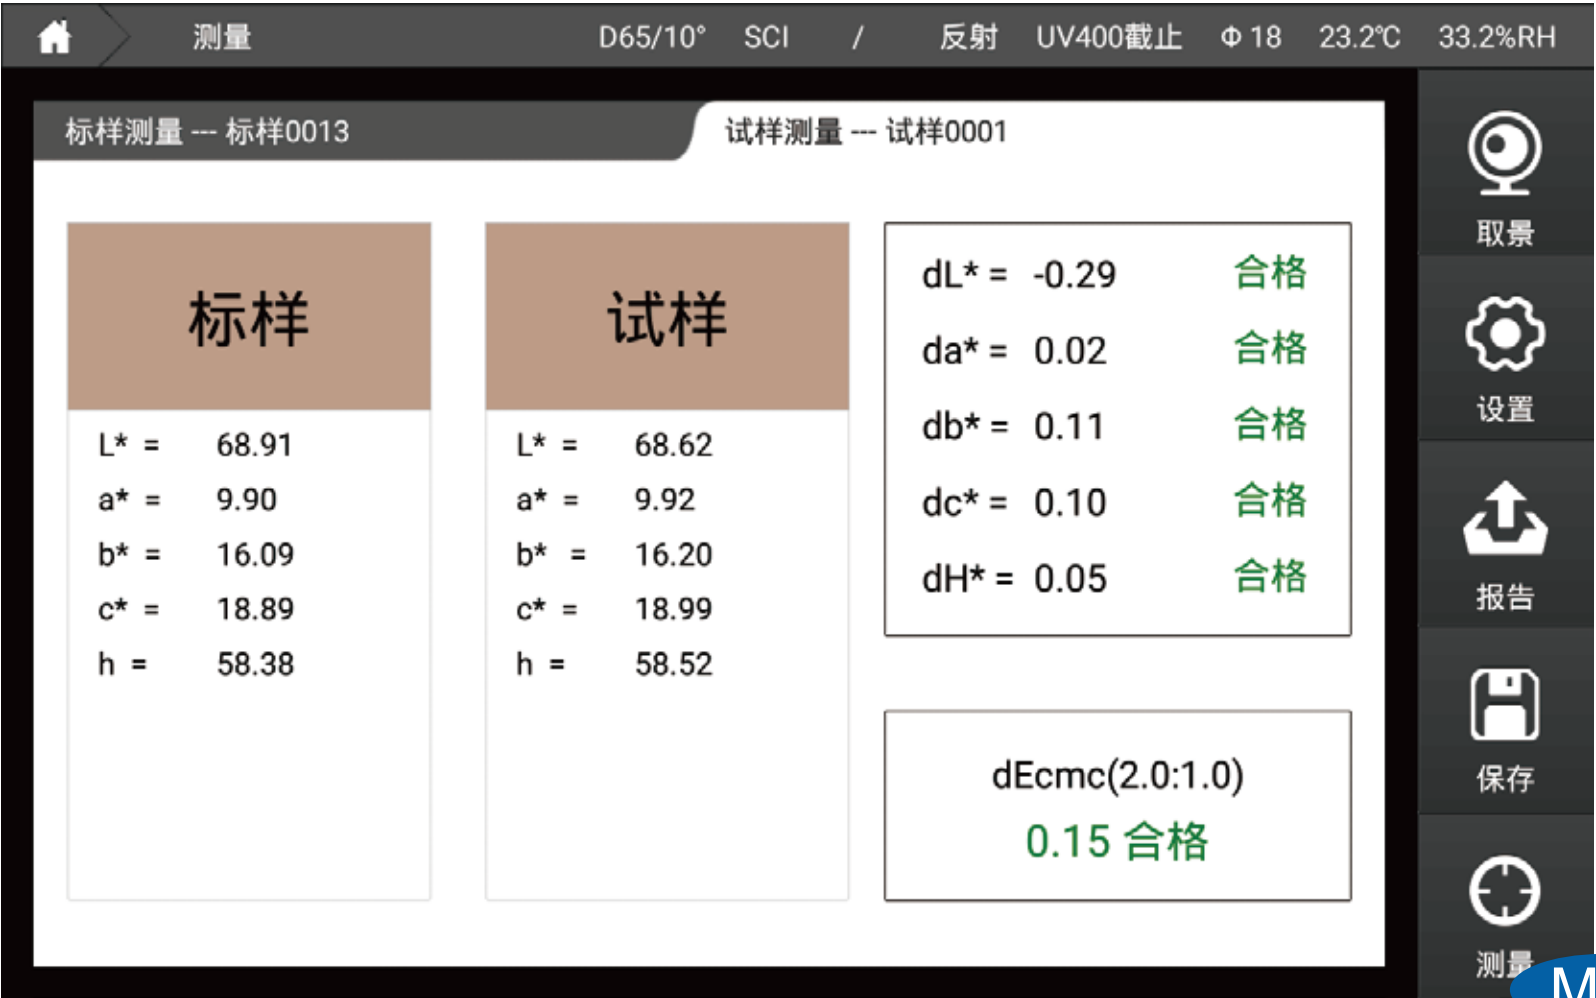 测量 D65/10° SCI / 反射 UV400截止 Φ 18 23.2℃ 33.2%RH
标样测量 --- 标样0013
试样测量 --- 试样0001
标样
L* = 68.91
a* = 9.90
b* = 16.09
c* = 18.89
h = 58.38
试样
L* = 68.62
a* = 9.92
b* = 16.20
c* = 18.99
h = 58.52
dL* = -0.29 合格
da* = 0.02 合格
db* = 0.11 合格
dc* = 0.10 合格
dH* = 0.05 合格
dEcmc(2.0:1.0)
0.15 合格
取景
设置
报告
保存
测量
M